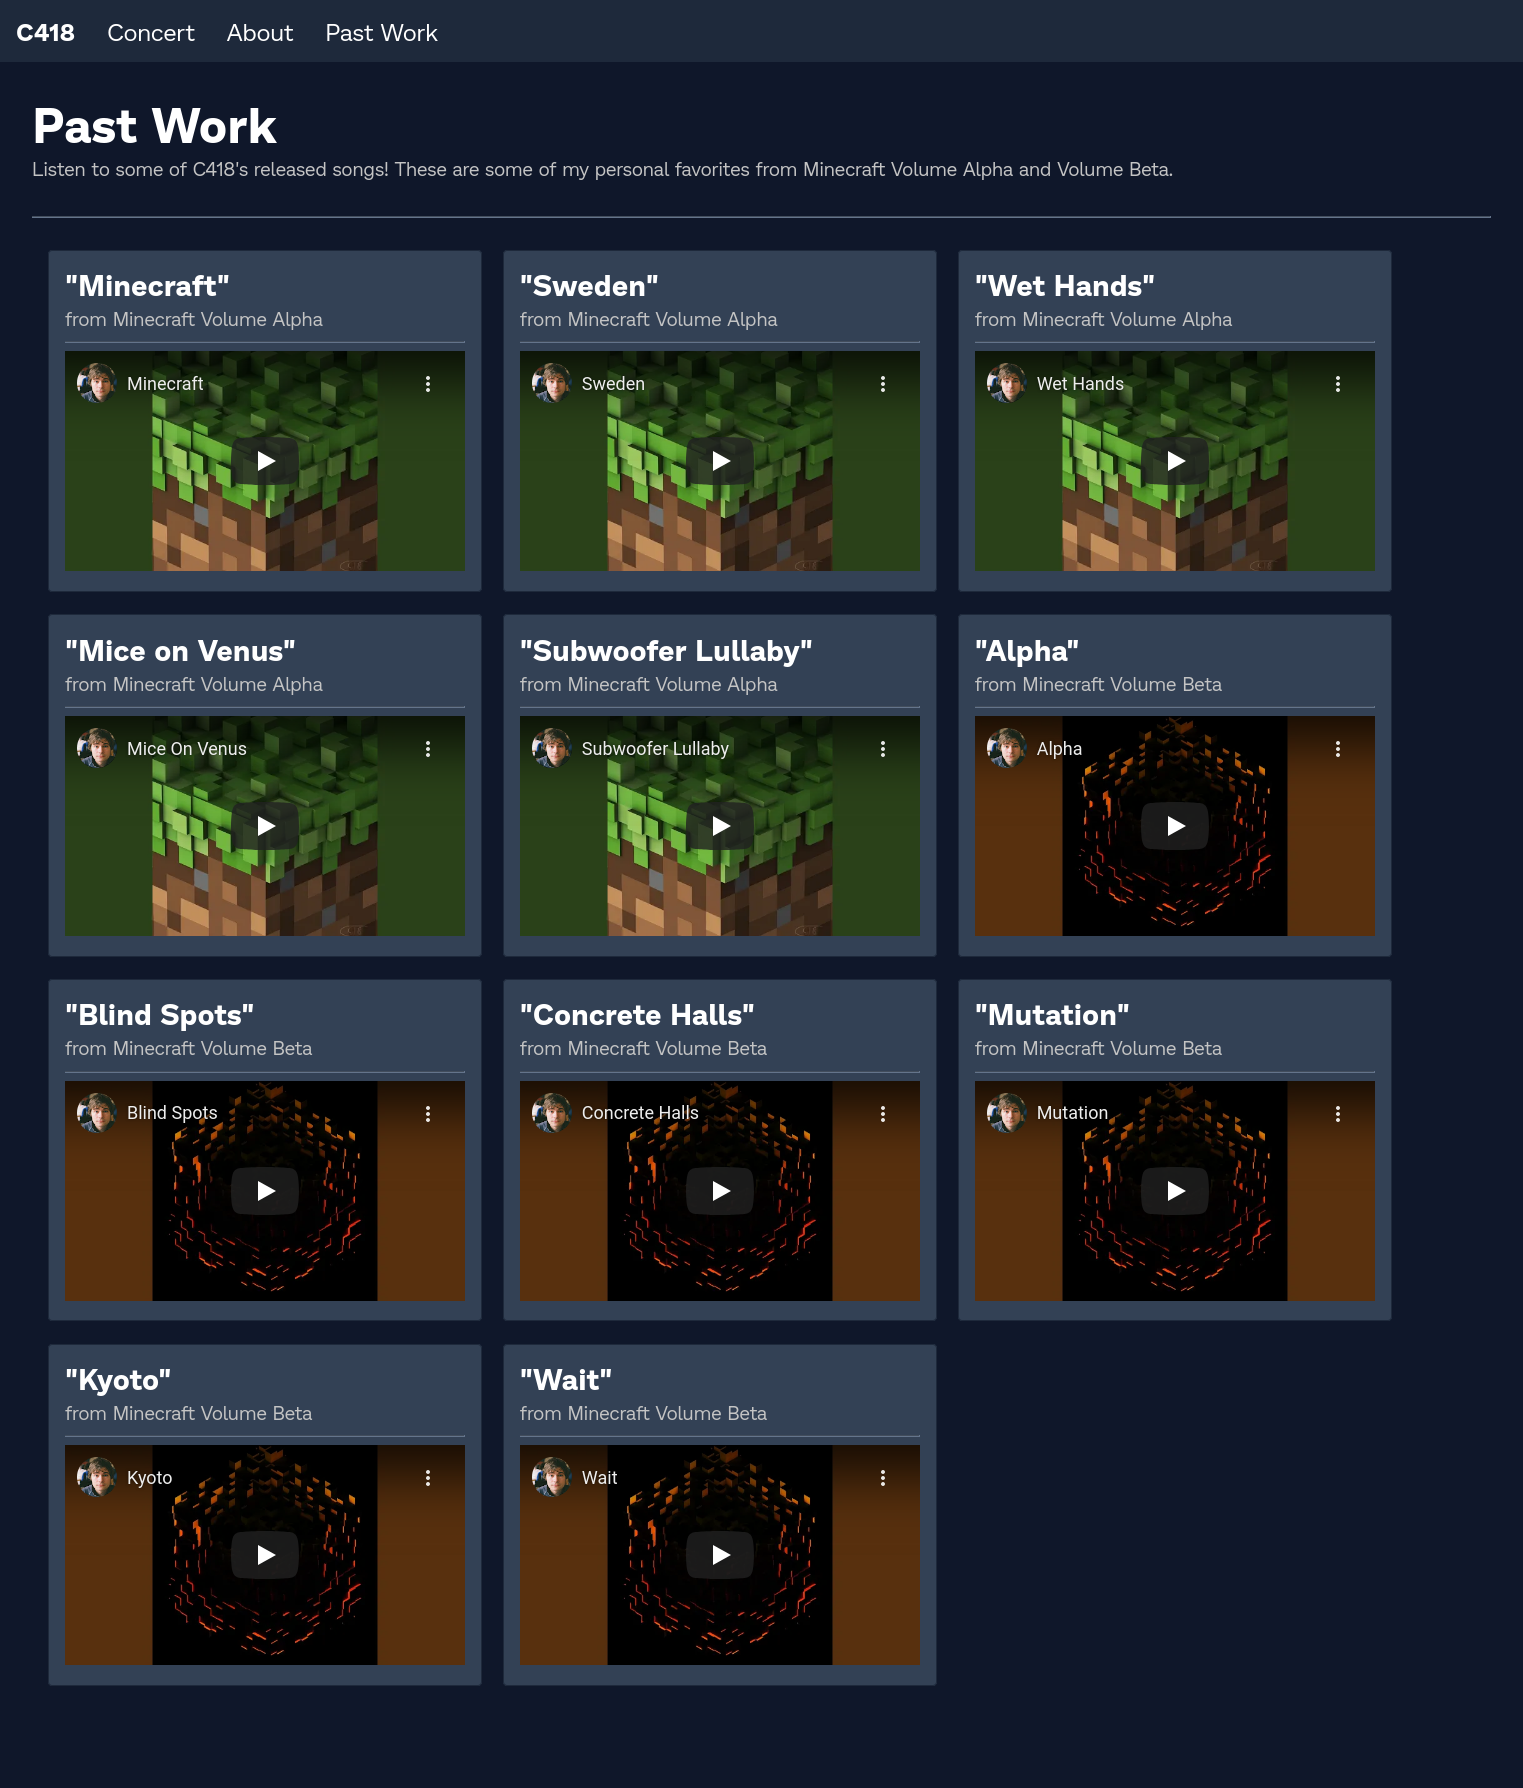 C418 Concert About Past Work
Past Work
Listen to some of C418's released songs! These are some of my personal favorites from Minecraft Volume Alpha and Volume Beta.
"Minecraft"
from Minecraft Volume Alpha
Minecraft
"Sweden"
from Minecraft Volume Alpha
Sweden
"Wet Hands"
from Minecraft Volume Alpha
Wet Hands
"Mice on Venus"
from Minecraft Volume Alpha
Mice On Venus
"Subwoofer Lullaby"
from Minecraft Volume Alpha
Subwoofer Lullaby
"Alpha"
from Minecraft Volume Beta
Alpha
"Blind Spots"
from Minecraft Volume Beta
Blind Spots
"Concrete Halls"
from Minecraft Volume Beta
Concrete Halls
"Mutation"
from Minecraft Volume Beta
Mutation
"Kyoto"
from Minecraft Volume Beta
Kyoto
"Wait"
from Minecraft Volume Beta
Wait